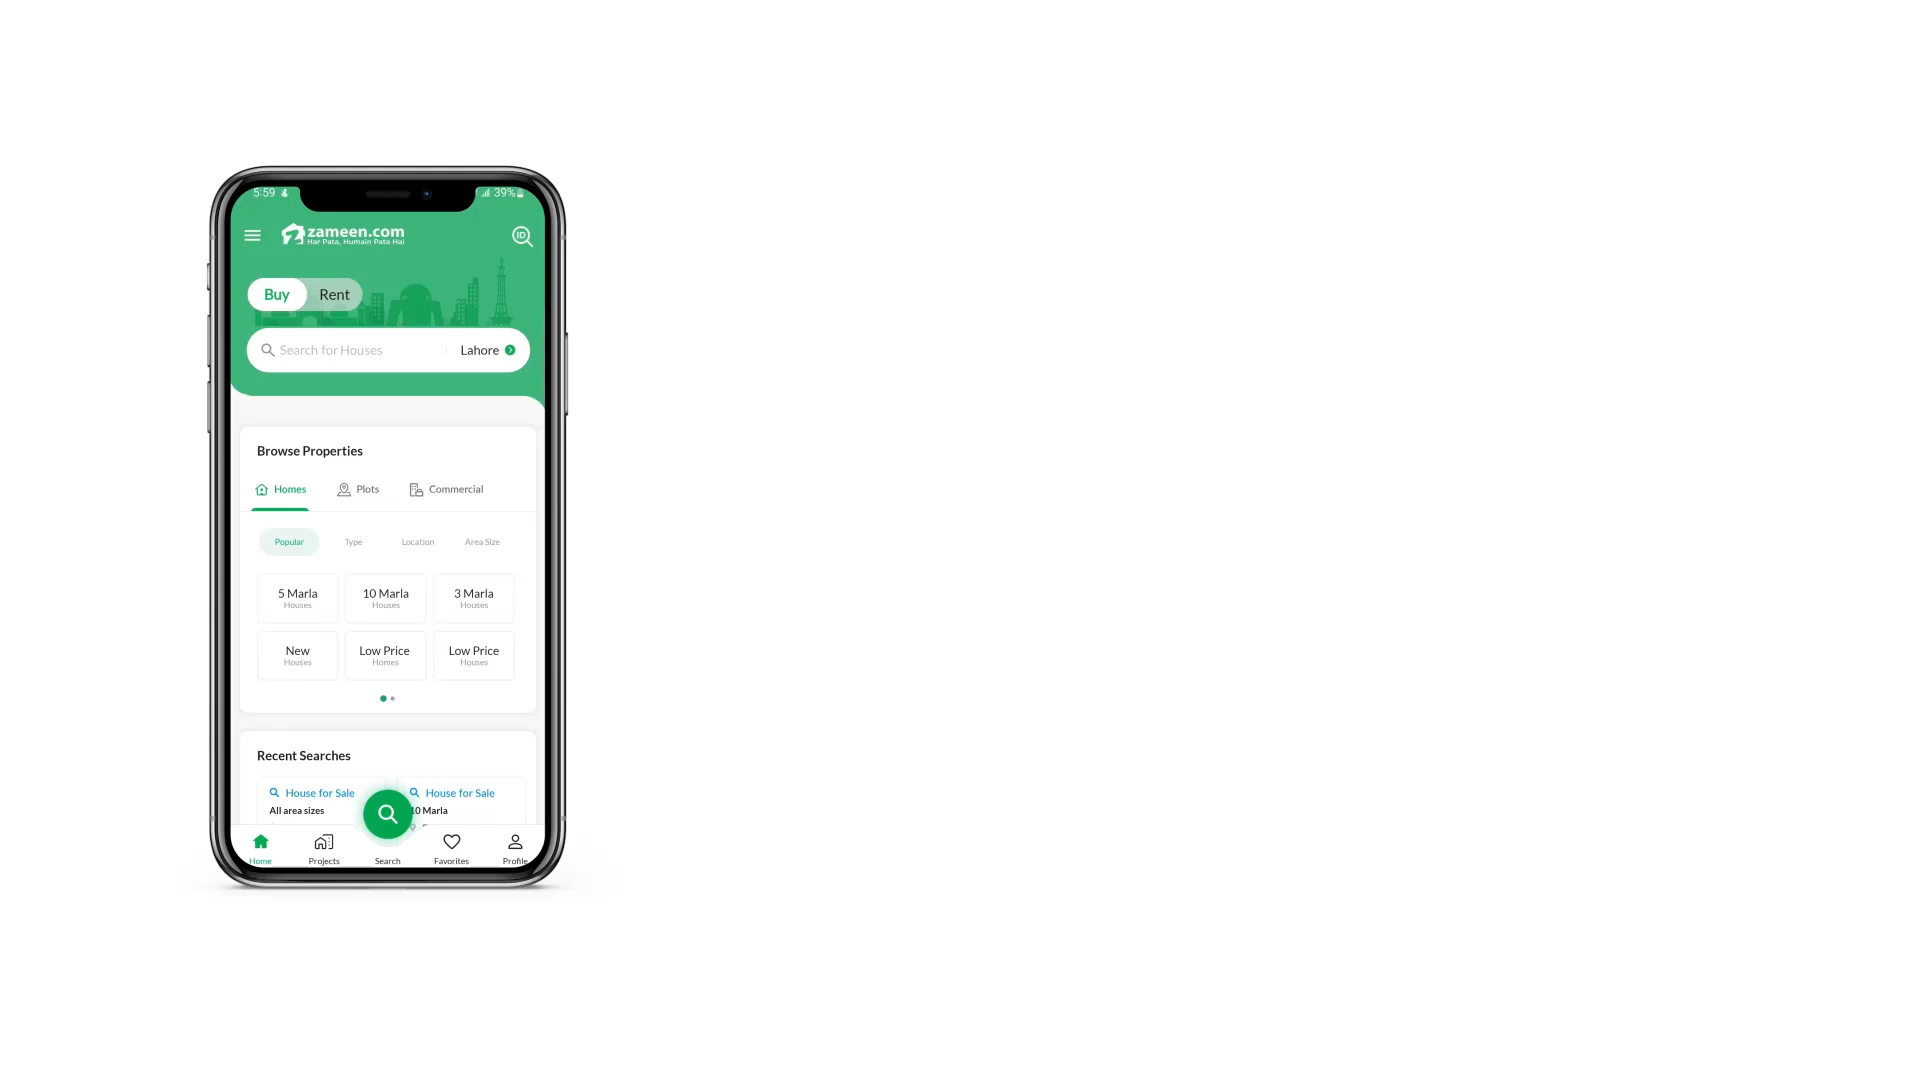 5:59
39%
zameen.com
Har Pata, Humain Pata Hai
ID
Buy
Rent
Search for Houses
Lahore
Browse Properties
Homes
Plots
Commercial
Popular
Type
Location
Area Size
5 Marla
Houses
10 Marla
Houses
3 Marla
Houses
New
Houses
Low Price
Homes
Low Price
Houses
Recent Searches
House for Sale
All area sizes
House for Sale
10 Marla
Home
Projects
Search
Favorites
Profile